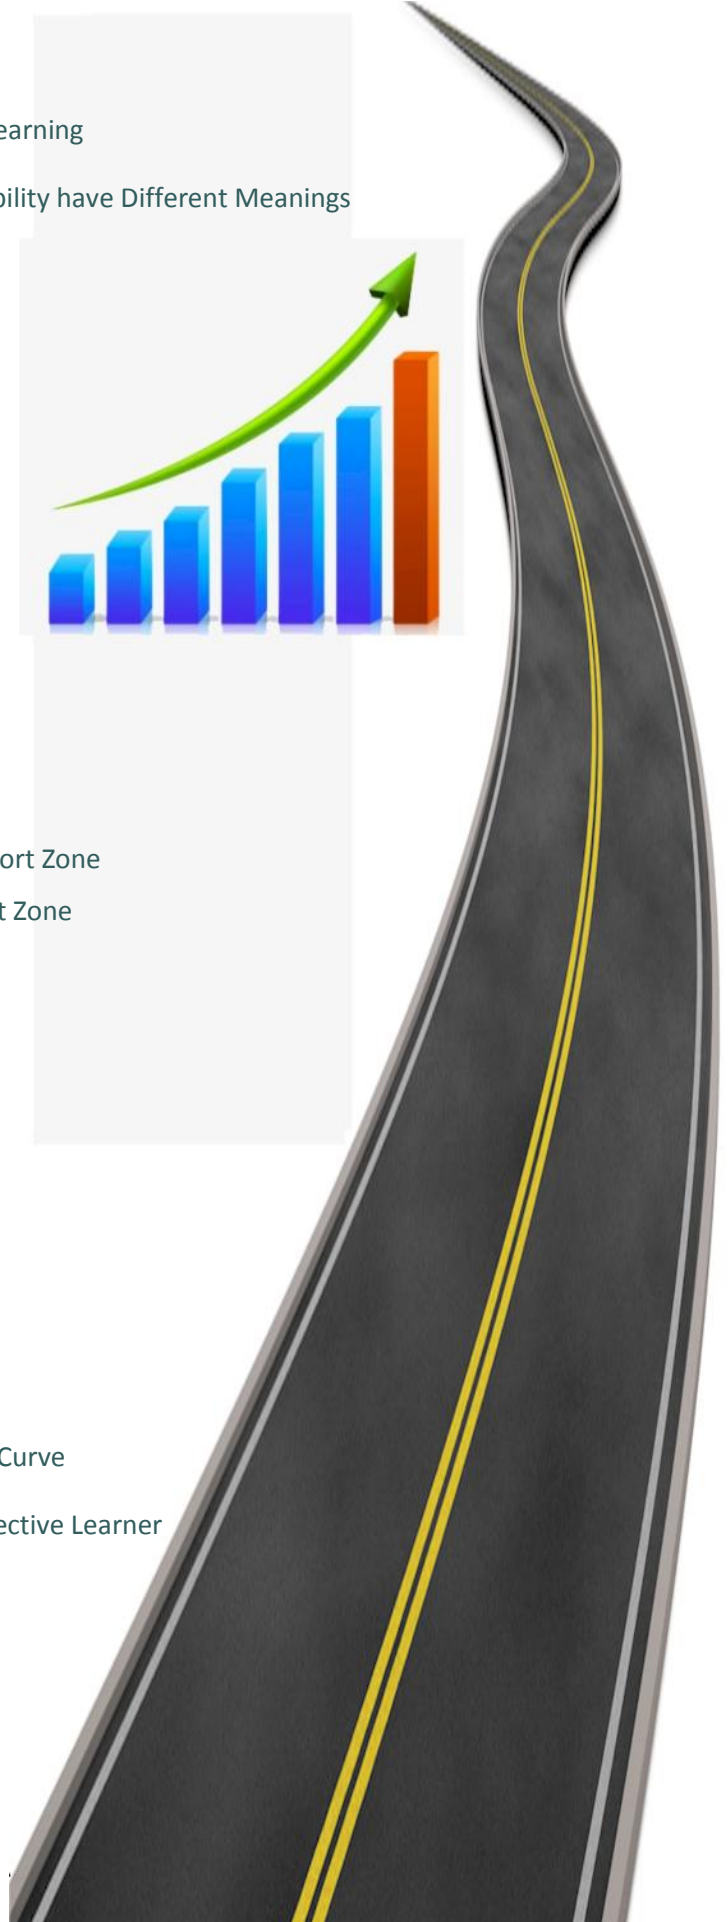 earning
bility have Different Meanings
ort Zone
t Zone
Curve
ective Learner